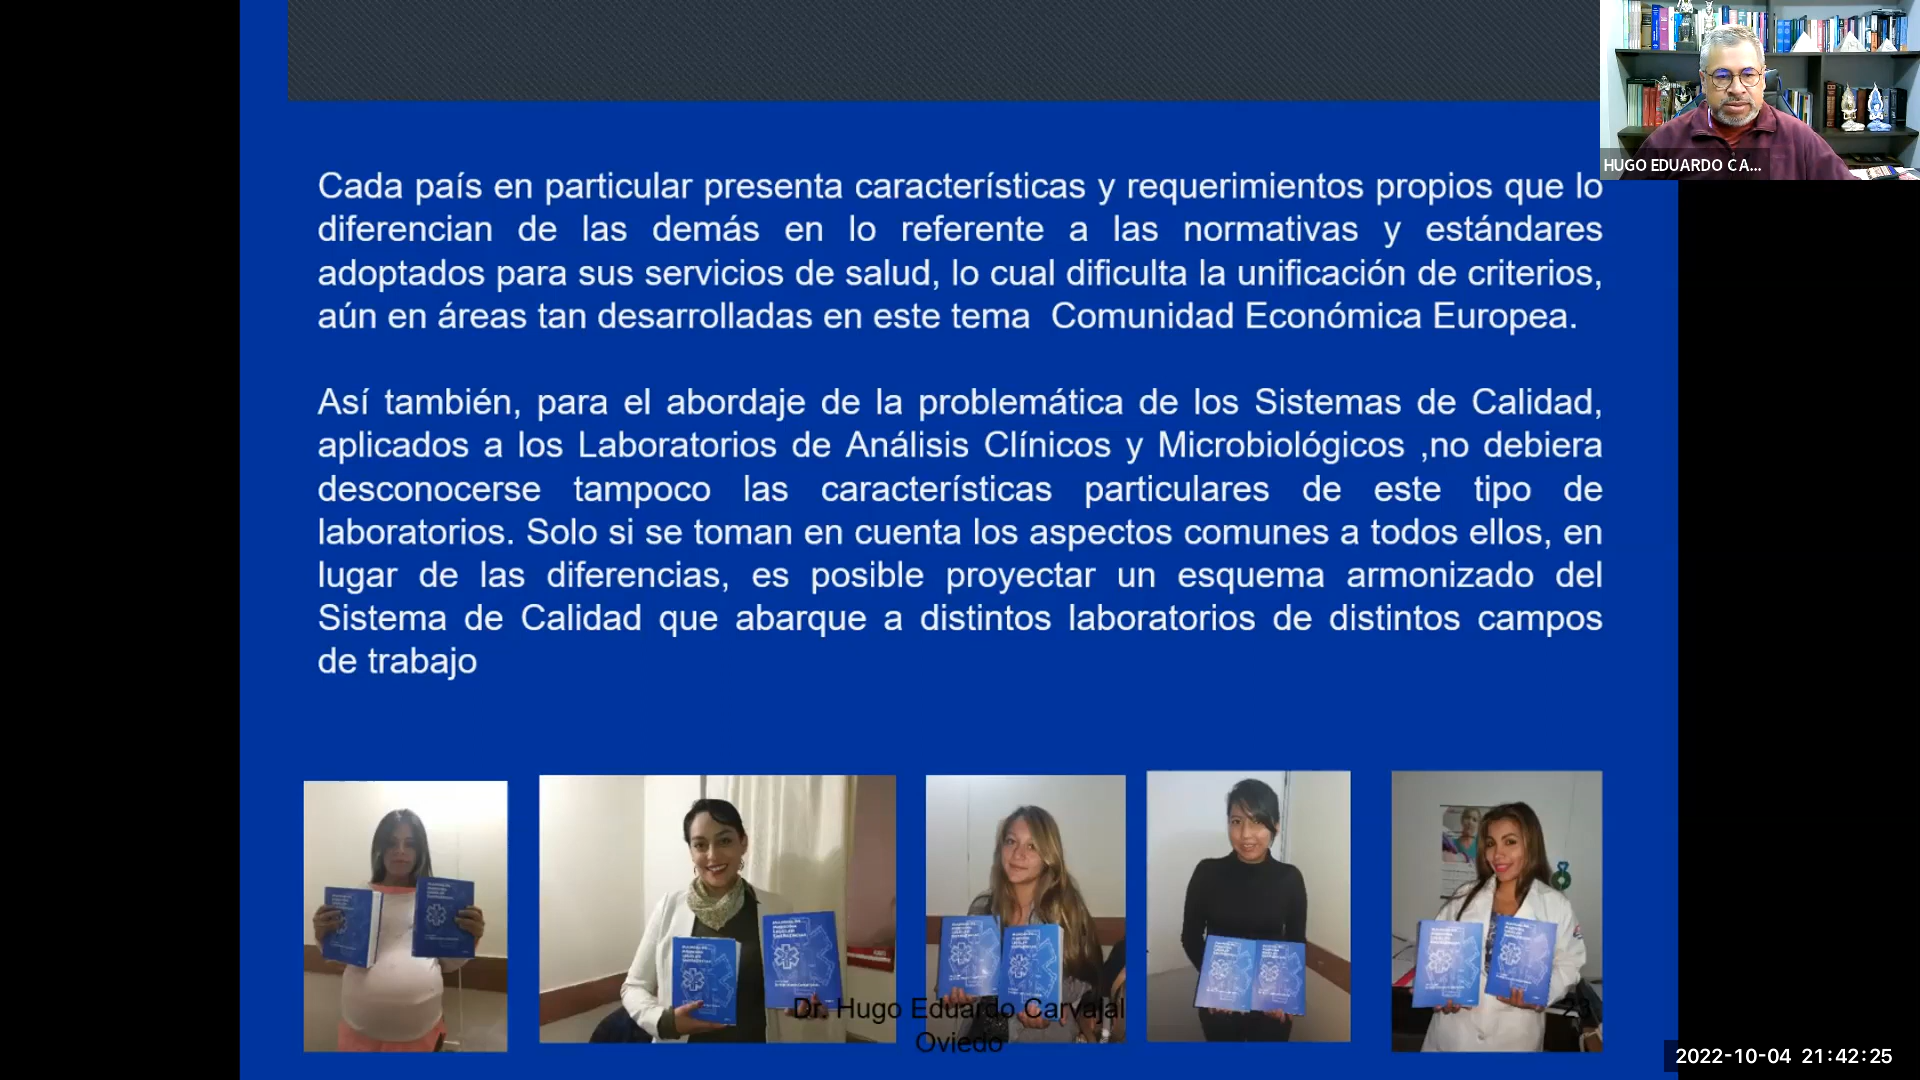 HUGO EDUARDO CA...
Cada país en particular presenta características y requerimientos propios que lo
diferencian de las demás en lo referente a las normativas y estándares
adoptados para sus servicios de salud, lo cual dificulta la unificación de criterios,
aún en áreas tan desarrolladas en este tema  Comunidad Económica Europea.
Así también, para el abordaje de la problemática de los Sistemas de Calidad,
aplicados a los Laboratorios de Análisis Clínicos y Microbiológicos ,no debiera
desconocerse tampoco las características particulares de este tipo de
laboratorios. Solo si se toman en cuenta los aspectos comunes a todos ellos, en
lugar de las diferencias, es posible proyectar un esquema armonizado del
Sistema de Calidad que abarque a distintos laboratorios de distintos campos
de trabajo
Dr. Hugo Eduardo Carvajal
Oviedo
23
2022-10-04 21:42:25